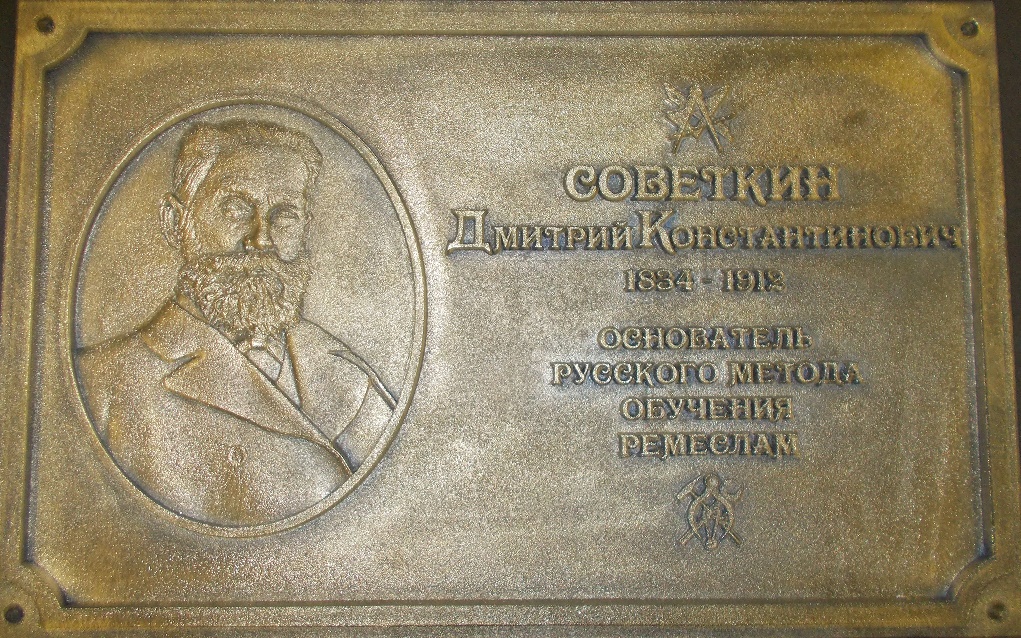 СОВЕТКИН
Дмитрий Константинович
1834 - 1912
ОСНОВАТЕЛЬ
РУССКОГО МЕТОДА
ОБУЧЕНИЯ
РЕМЕСЛАМ